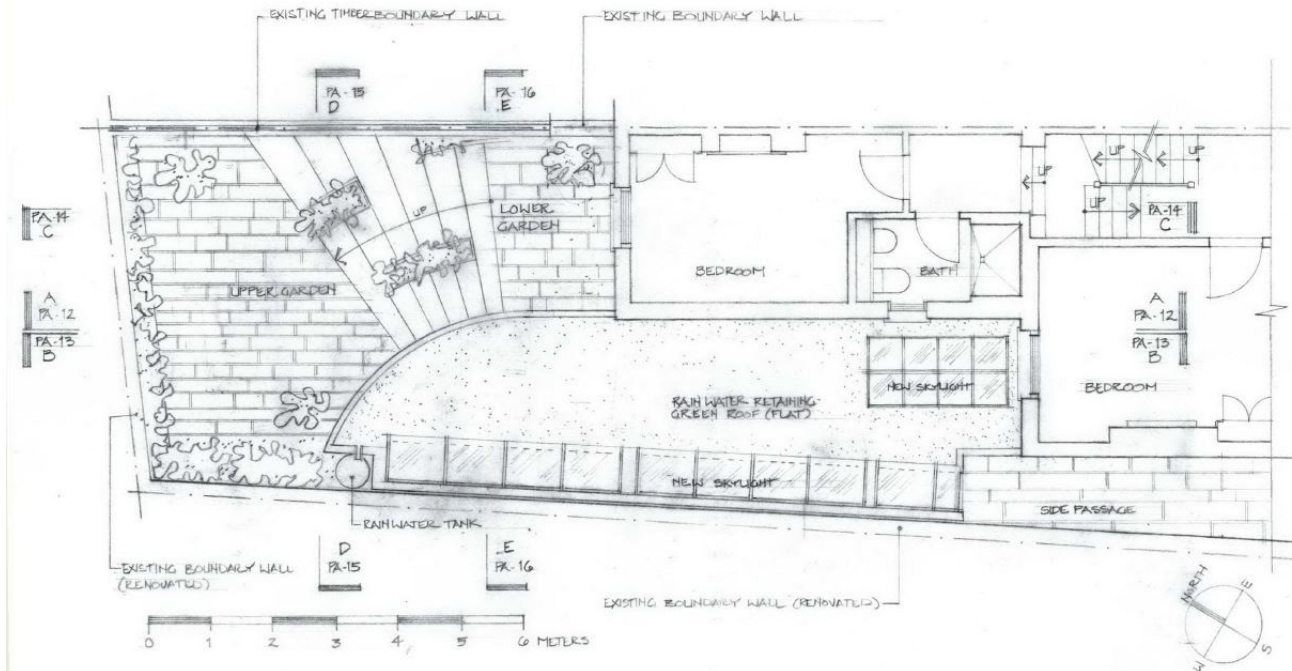 EXISTING TIMBER BOUNDARY WALL
EXISTING BOUNDARY WALL
PA-15
D
PA-16
E
UP
UP
UP
UP
PA-14
C
PA-14
C
LOWER
GARDEN
UP
BEDROOM
BATH
UPPER GARDEN
A
PA-12
PA-13
B
A
PA-12
PA-13
B
NEW SKYLIGHT
BEDROOM
RAIN WATER RETAINING
GREEN ROOF (FLAT)
NEW SKYLIGHT
SIDE PASSAGE
RAIN WATER TANK
D
PA-15
E
PA-16
EXISTING BOUNDARY WALL
(RENOVATED)
EXISTING BOUNDARY WALL (RENOVATED)
NORTH
E
S
W
0 1 2 3 4 5 6 METERS